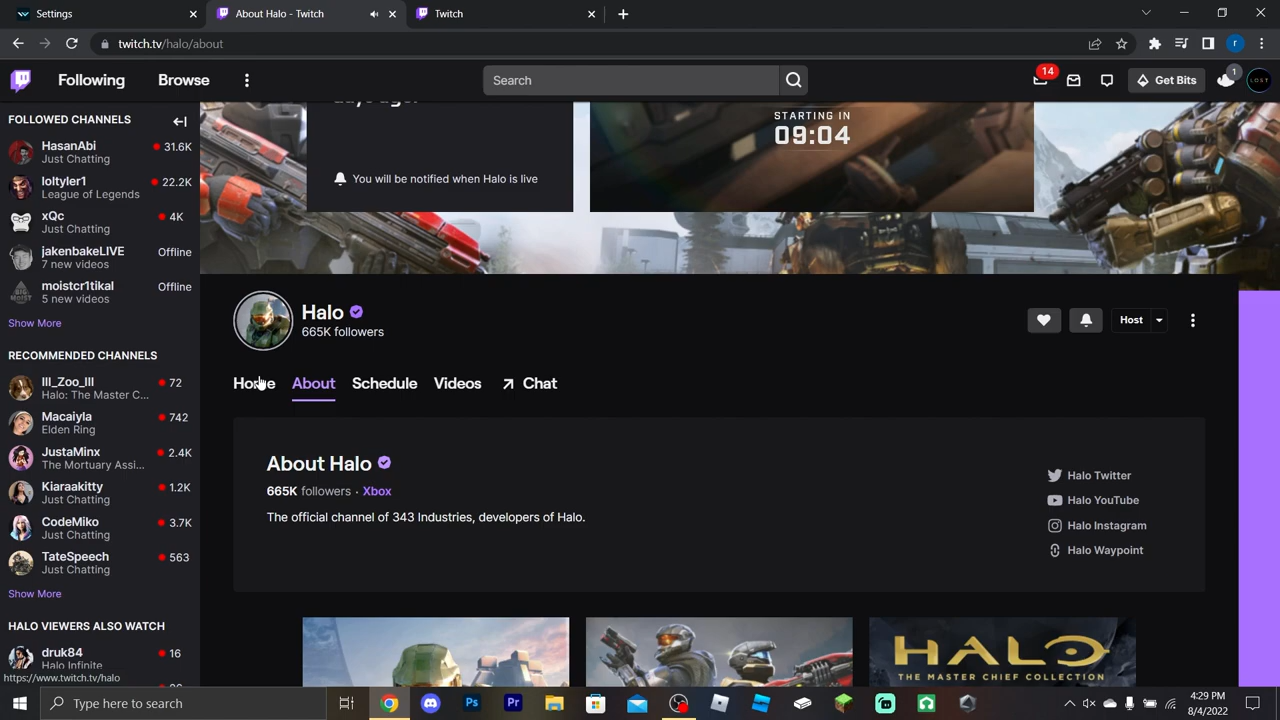 Settings
About Halo - Twitch
Twitch
twitch.tv/halo/about
r
Following
Browse
Search
14
Get Bits
1
LOST
FOLLOWED CHANNELS
HasanAbi
31.6K
Just Chatting
loltyler1
22.2K
League of Legends
xQc
4K
Just Chatting
jakenbakeLIVE
Offline
7 new videos
moistcr1tikal
Offline
5 new videos
Show More
RECOMMENDED CHANNELS
III_Zoo_III
72
Halo: The Master C...
Macaiyla
742
Elden Ring
JustaMinx
2.4K
The Mortuary Assi...
Kiaraakitty
1.2K
Just Chatting
CodeMiko
3.7K
Just Chatting
TateSpeech
563
Just Chatting
Show More
HALO VIEWERS ALSO WATCH
druk84
16
Halo Infinite
https://www.twitch.tv/halo
days ago!
You will be notified when Halo is live
STARTING IN
09:04
Halo
665K followers
Host
Home
About
Schedule
Videos
Chat
About Halo
665K followers · Xbox
The official channel of 343 Industries, developers of Halo.
Halo Twitter
Halo YouTube
Halo Instagram
Halo Waypoint
HALO
THE MASTER CHIEF COLLECTION
Type here to search
4:29 PM
8/4/2022